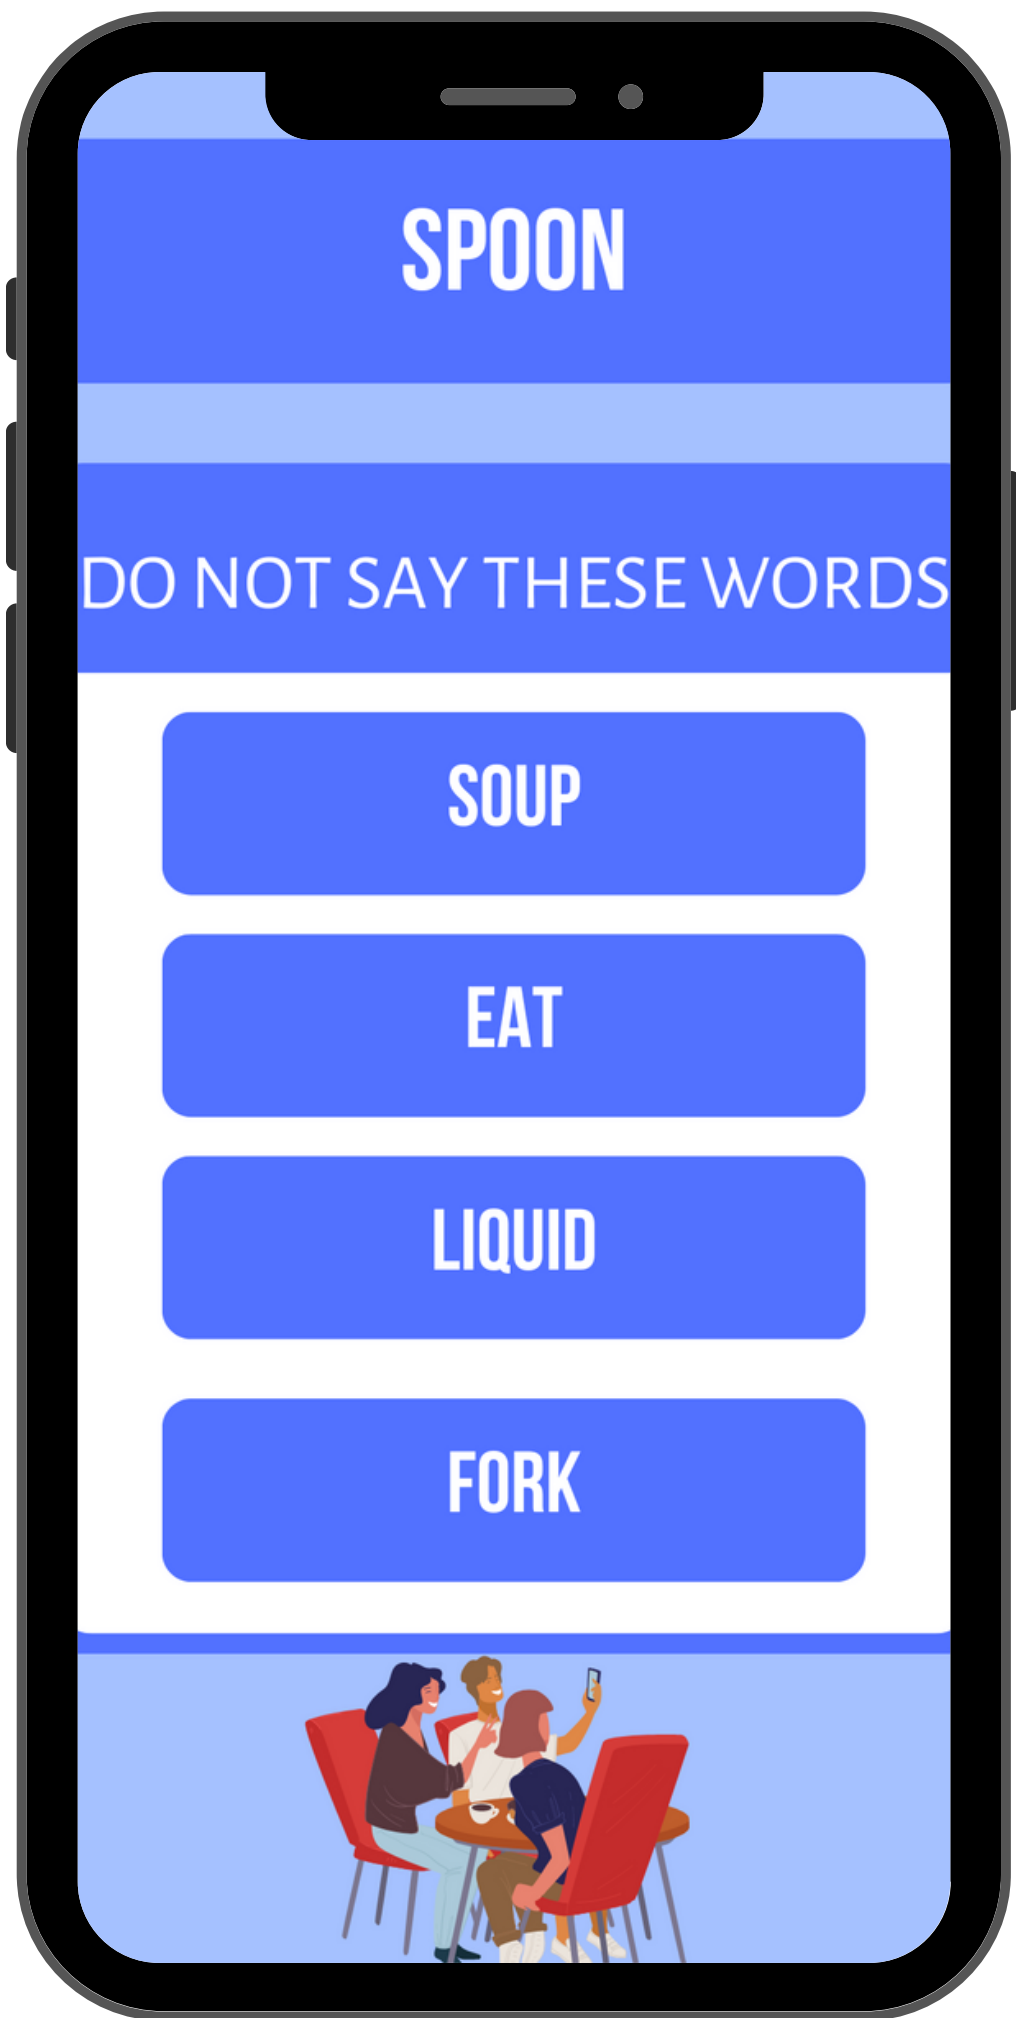 SPOON
DO NOT SAY THESE WORDS
SOUP
EAT
LIQUID
FORK